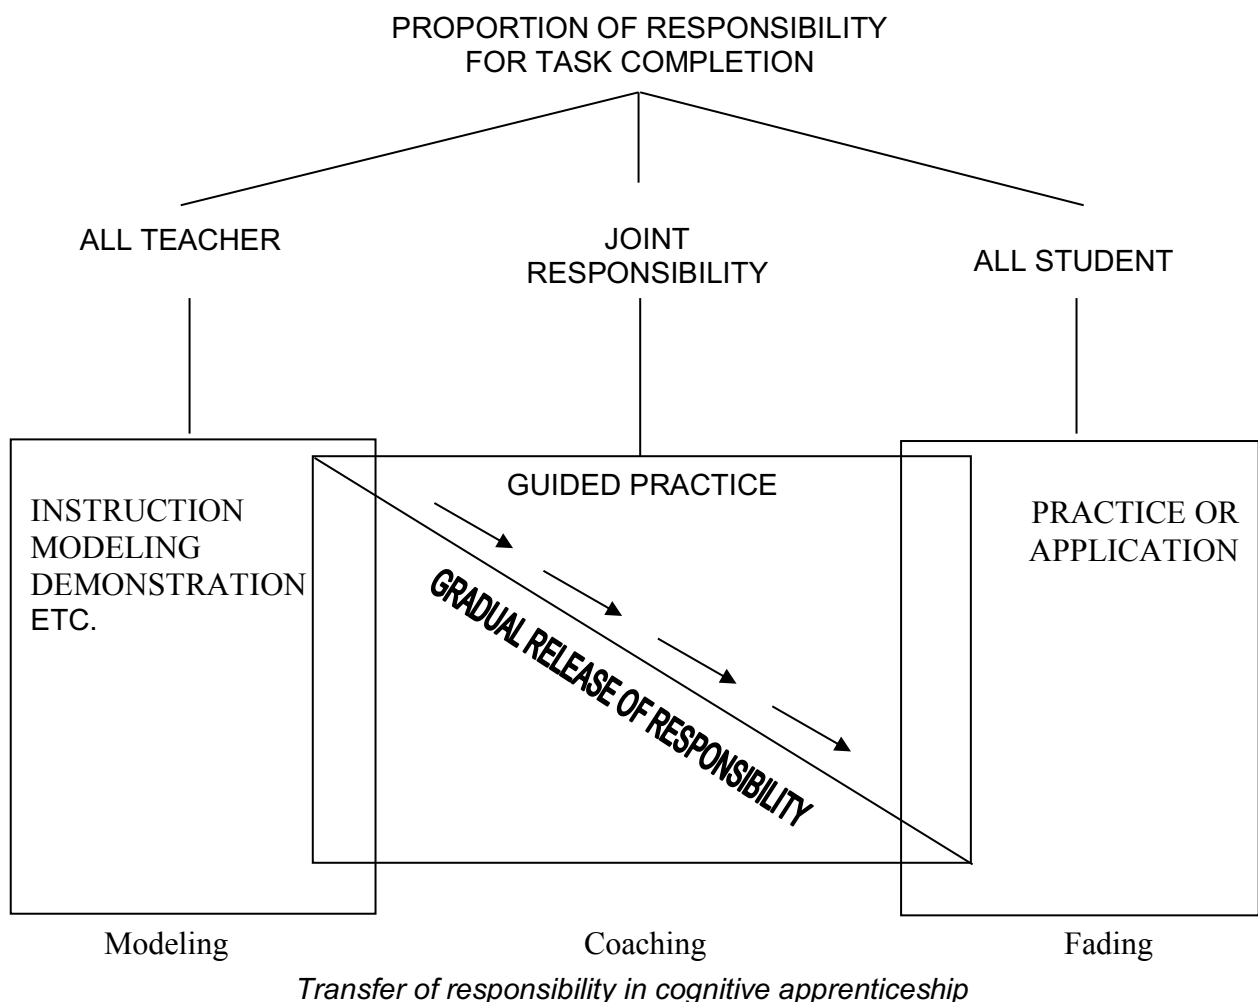 PROPORTION OF RESPONSIBILITY
FOR TASK COMPLETION
ALL TEACHER
JOINT
RESPONSIBILITY
ALL STUDENT
INSTRUCTION
MODELING
DEMONSTRATION
ETC.
GUIDED PRACTICE
GRADUAL RELEASE OF RESPONSIBILITY
PRACTICE OR
APPLICATION
Modeling
Coaching
Fading
Transfer of responsibility in cognitive apprenticeship